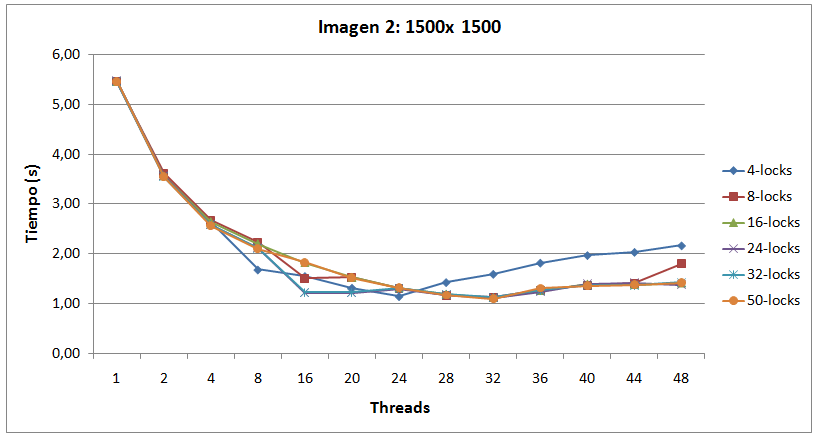 Imagen 2: 1500x 1500
6,00
5,00
4,00
3,00
2,00
1,00
0,00
Tiempo (s)
1 2 4 8 16 20 24 28 32 36 40 44 48
Threads
4-locks
8-locks
16-locks
24-locks
32-locks
50-locks